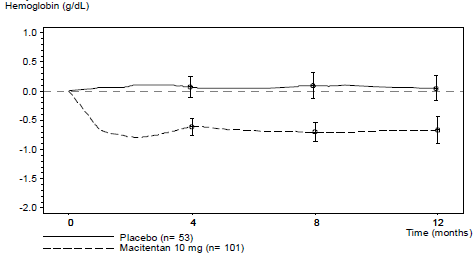 Hemoglobin (g/dL)
1.0
0.5
0.0
-0.5
-1.0
-1.5
-2.0
0 4 8 12
Time (months)
Placebo (n= 53)
Macitentan 10 mg (n= 101)